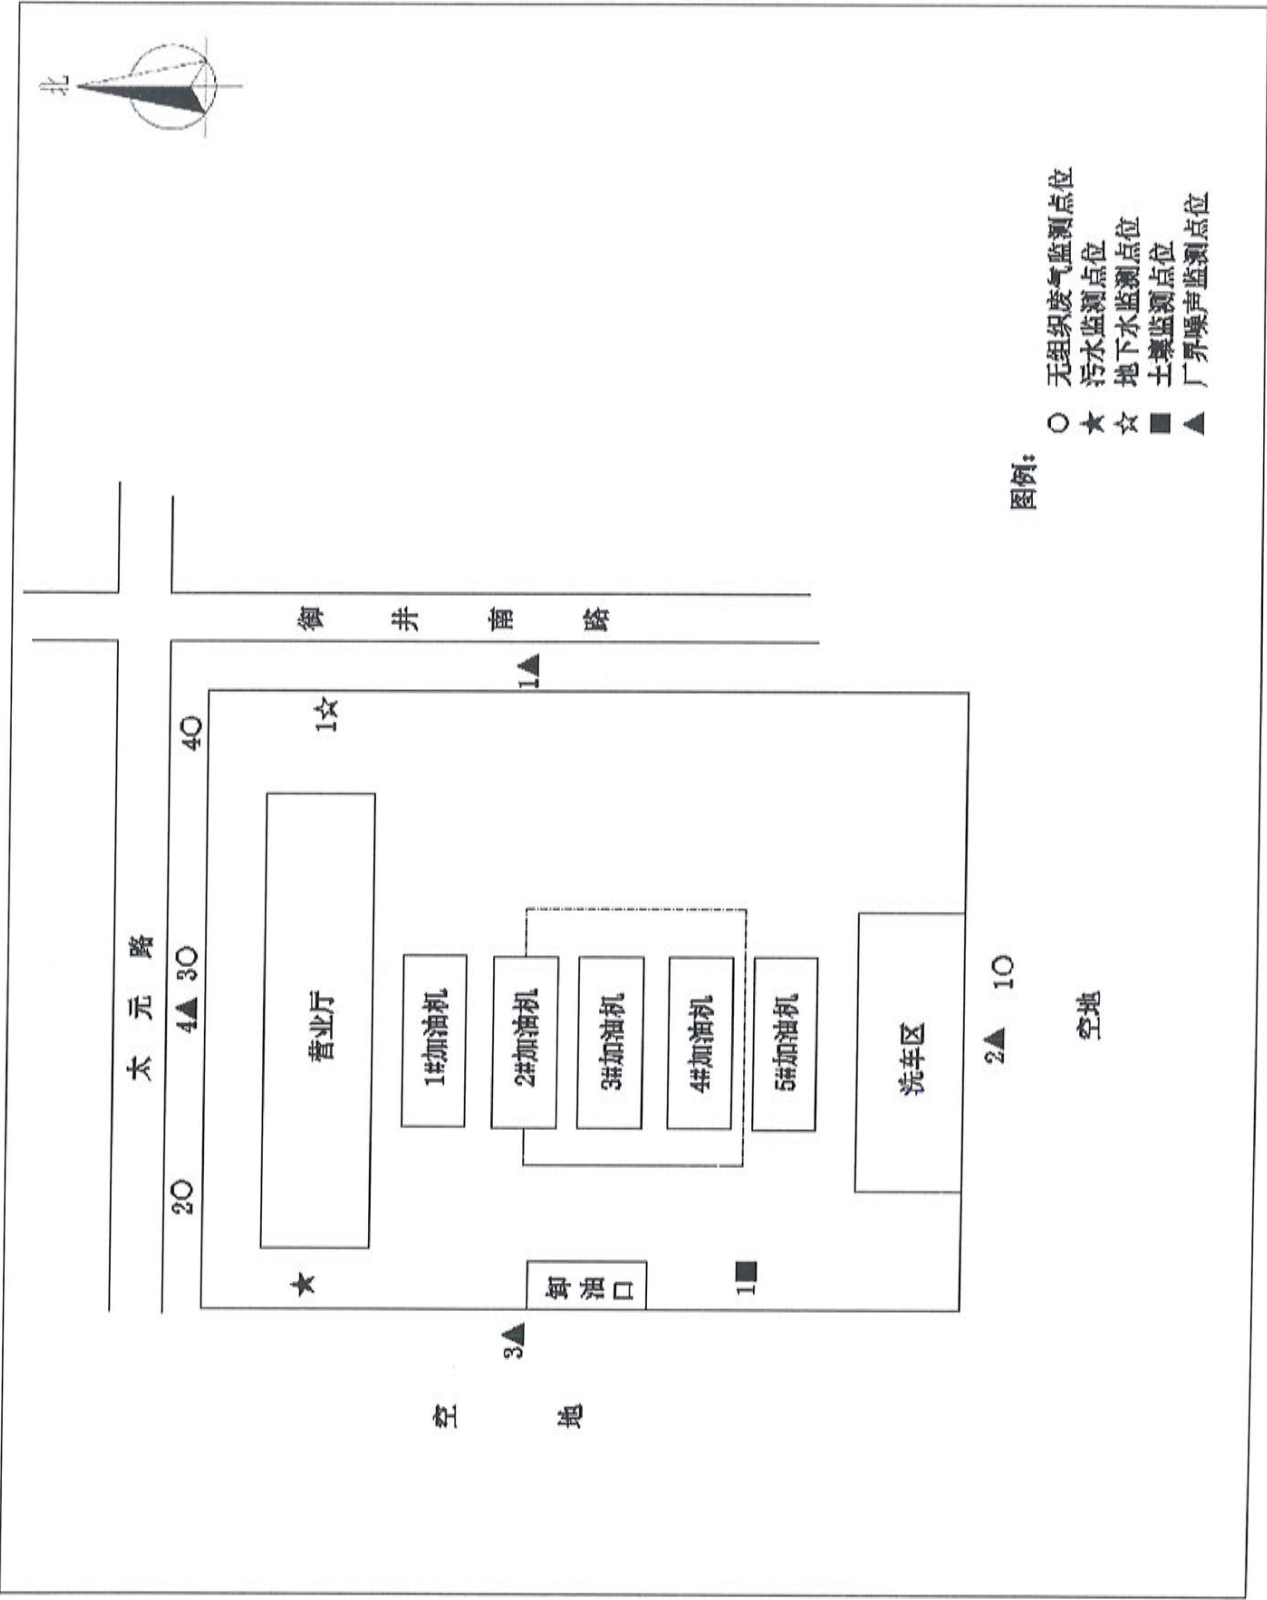 北
太元路
2○ 4▲ 3○ 4○
★
营业厅
1☆
御井南路
1#加油机
空地
3▲
2#加油机
1▲
卸油口
3#加油机
4#加油机
1■
5#加油机
洗车区
2▲ 1○
空地
图例:
○ 无组织废气监测点位
★ 污水监测点位
☆ 地下水监测点位
■ 土壤监测点位
▲ 厂界噪声监测点位